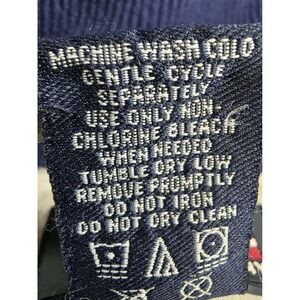 MACHINE WASH COLD
GENTLE CYCLE
SEPARATELY
USE ONLY NON.
CHLORINE BLEACH
WHEN NEEDED
TUMBLE DRY LOW
REMOVE PROMPTLY
DO NOT IRON
DO NOT DRY CLEAN